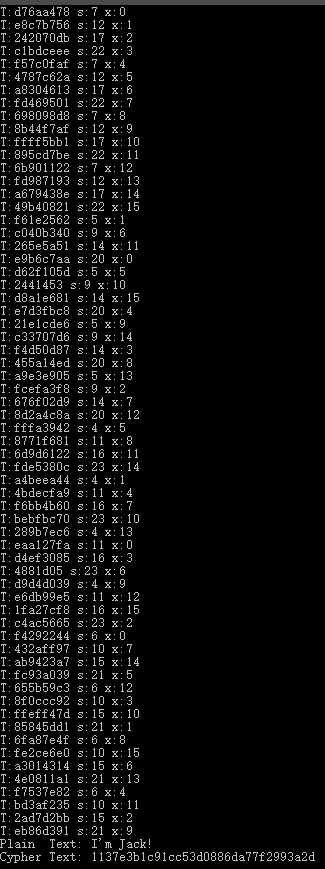 T:d76aa478 s:7 x:0
T:e8c7b756 s:12 x:1
T:242070db s:17 x:2
T:c1bdceee s:22 x:3
T:f57c0faf s:7 x:4
T:4787c62a s:12 x:5
T:a8304613 s:17 x:6
T:fd469501 s:22 x:7
T:698098d8 s:7 x:8
T:8b44f7af s:12 x:9
T:ffff5bb1 s:17 x:10
T:895cd7be s:22 x:11
T:6b901122 s:7 x:12
T:fd987193 s:12 x:13
T:a679438e s:17 x:14
T:49b40821 s:22 x:15
T:f61e2562 s:5 x:1
T:c040b340 s:9 x:6
T:265e5a51 s:14 x:11
T:e9b6c7aa s:20 x:0
T:d62f105d s:5 x:5
T:2441453 s:9 x:10
T:d8a1e681 s:14 x:15
T:e7d3fbc8 s:20 x:4
T:21e1cde6 s:5 x:9
T:c33707d6 s:9 x:14
T:f4d50d87 s:14 x:3
T:455a14ed s:20 x:8
T:a9e3e905 s:5 x:13
T:fcefa3f8 s:9 x:2
T:676f02d9 s:14 x:7
T:8d2a4c8a s:20 x:12
T:fffa3942 s:4 x:5
T:8771f681 s:11 x:8
T:6d9d6122 s:16 x:11
T:fde5380c s:23 x:14
T:a4beea44 s:4 x:1
T:4bdecfa9 s:11 x:4
T:f6bb4b60 s:16 x:7
T:bebfbc70 s:23 x:10
T:289b7ec6 s:4 x:13
T:eaa127fa s:11 x:0
T:d4ef3085 s:16 x:3
T:4881d05 s:23 x:6
T:d9d4d039 s:4 x:9
T:e6db99e5 s:11 x:12
T:1fa27cf8 s:16 x:15
T:c4ac5665 s:23 x:2
T:f4292244 s:6 x:0
T:432aff97 s:10 x:7
T:ab9423a7 s:15 x:14
T:fc93a039 s:21 x:5
T:655b59c3 s:6 x:12
T:8f0ccc92 s:10 x:3
T:ffeff47d s:15 x:10
T:85845dd1 s:21 x:1
T:6fa87e4f s:6 x:8
T:fe2ce6e0 s:10 x:15
T:a3014314 s:15 x:6
T:4e0811a1 s:21 x:13
T:f7537e82 s:6 x:4
T:bd3af235 s:10 x:11
T:2ad7d2bb s:15 x:2
T:eb86d391 s:21 x:9
Plain  Text: I'm Jack!
Cypher Text: 1137e3b1c91cc53d0886da77f2993a2d